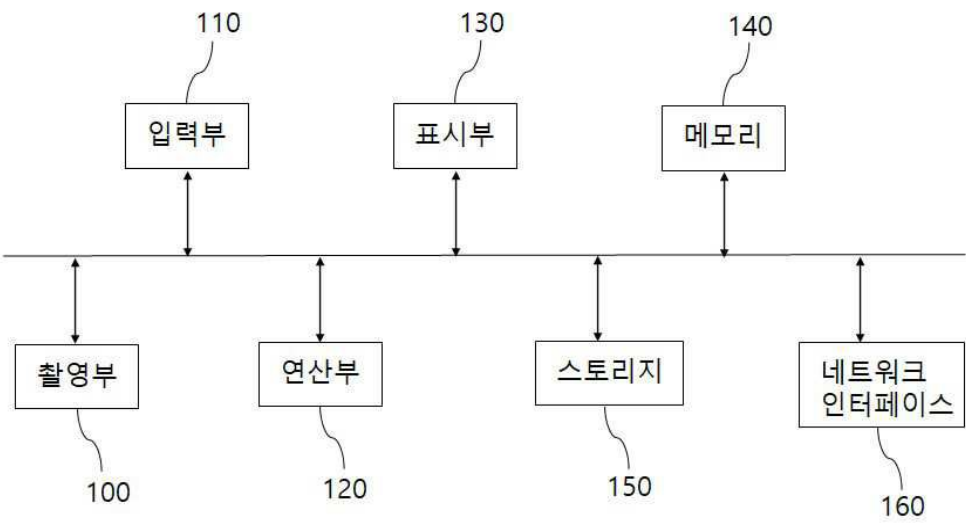 110
130
140
입력부
표시부
메모리
촬영부
연산부
스토리지
네트워크
인터페이스
100
120
150
160